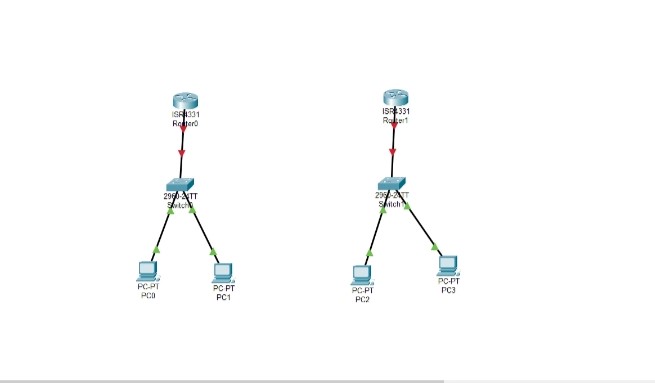 ISR4331
Router0
ISR4331
Router1
2960-24TT
Switch0
2960-24TT
Switch1
PC-PT
PC0
PC-PT
PC1
PC-PT
PC2
PC-PT
PC3